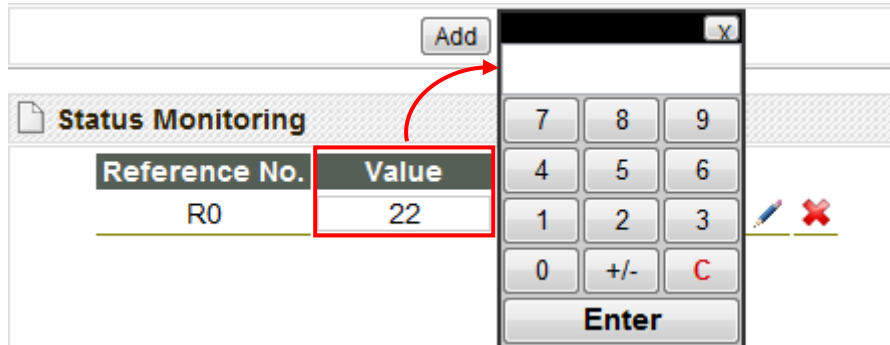 Add
X
Status Monitoring
7 8 9
Reference No. Value
4 5 6
R0 22
1 2 3
0 +/- C
Enter